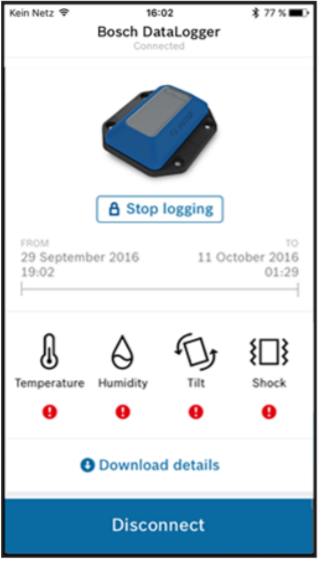 Kein Netz 16:02 77 %
Bosch DataLogger
Connected
Stop logging
FROM TO
29 September 2016 11 October 2016
19:02 01:29
Temperature Humidity Tilt Shock
Download details
Disconnect